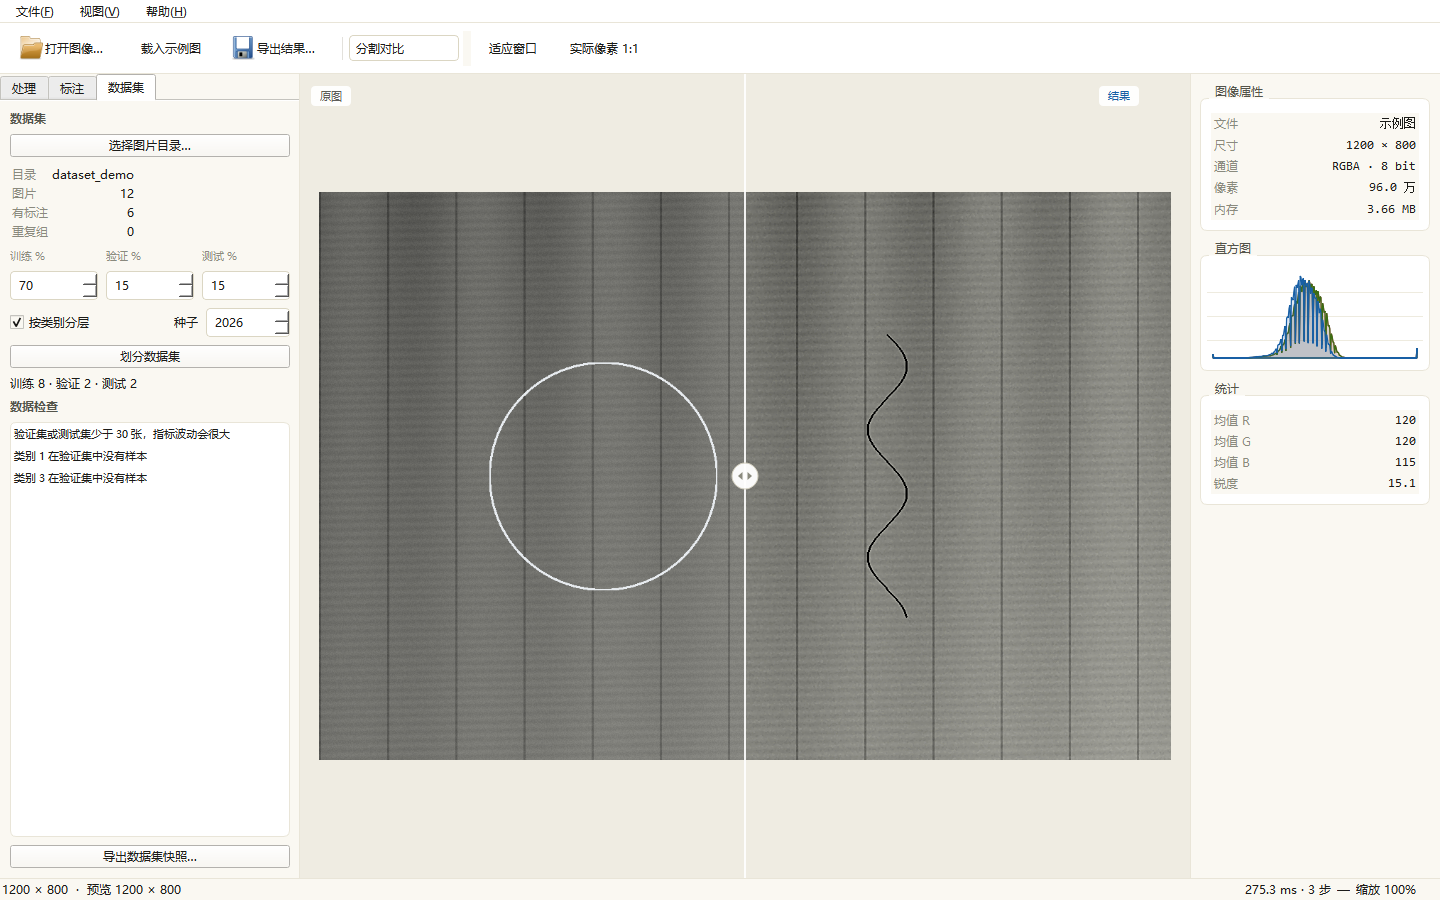 文件(F) 视图(V) 帮助(H)
打开图像... 载入示例图 导出结果... 分割对比 适应窗口 实际像素 1:1
处理 标注 数据集
数据集
选择图片目录...
目录 dataset_demo
图片 12
有标注 6
重复组 0
训练 % 验证 % 测试 %
70 15 15
按类别分层 种子 2026
划分数据集
训练 8 · 验证 2 · 测试 2
数据检查
验证集或测试集少于 30 张，指标波动会很大
类别 1 在验证集中没有样本
类别 3 在验证集中没有样本
导出数据集快照...
原图 结果
图像属性
文件 示例图
尺寸 1200 × 800
通道 RGBA · 8 bit
像素 96.0 万
内存 3.66 MB
直方图
统计
均值 R 120
均值 G 120
均值 B 115
锐度 15.1
1200 × 800 · 预览 1200 × 800
275.3 ms · 3 步 — 缩放 100%